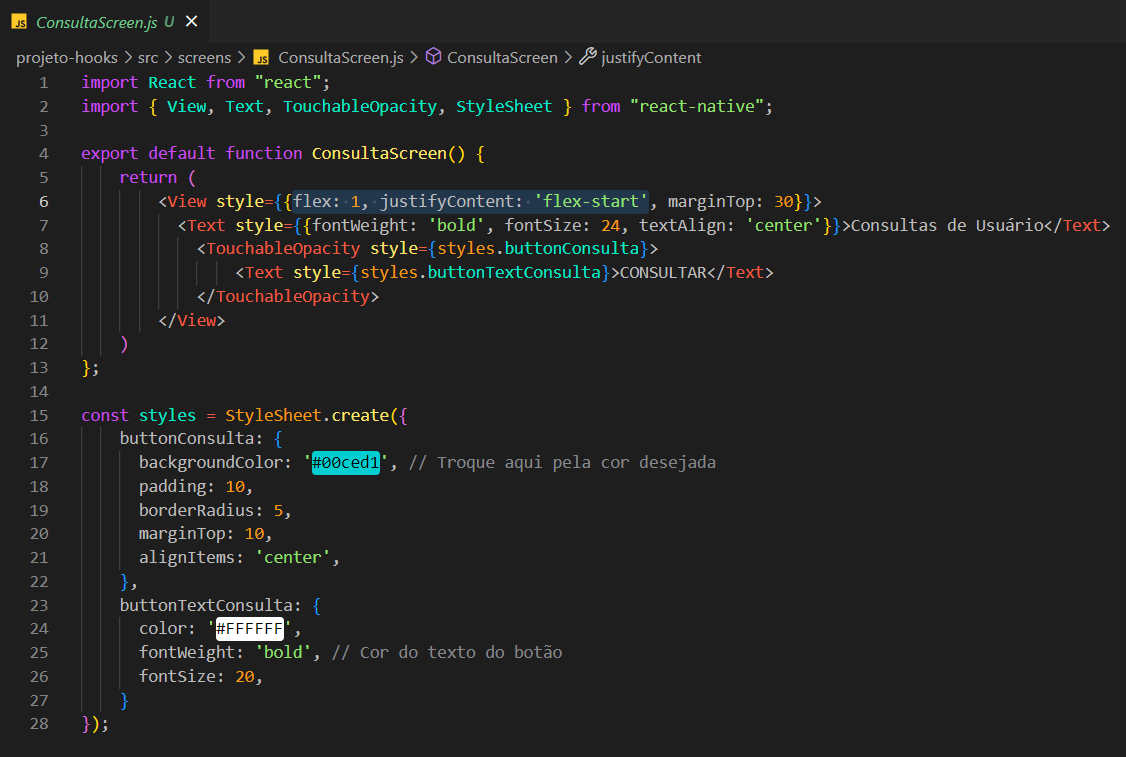 JS ConsultaScreen.js U ×
projeto-hooks > src > screens > JS ConsultaScreen.js > ConsultaScreen > justifyContent
1 import React from "react";
2 import { View, Text, TouchableOpacity, StyleSheet } from "react-native";
3
4 export default function ConsultaScreen() {
5     return (
6         <View style={{flex: 1, justifyContent: 'flex-start', marginTop: 30}}>
7           <Text style={{fontWeight: 'bold', fontSize: 24, textAlign: 'center'}}>Consultas de Usuário</Text>
8             <TouchableOpacity style={styles.buttonConsulta}>
9                 <Text style={styles.buttonTextConsulta}>CONSULTAR</Text>
10             </TouchableOpacity>
11         </View>
12     )
13 };
14
15 const styles = StyleSheet.create({
16     buttonConsulta: {
17       backgroundColor: '#00ced1', // Troque aqui pela cor desejada
18       padding: 10,
19       borderRadius: 5,
20       marginTop: 10,
21       alignItems: 'center',
22     },
23     buttonTextConsulta: {
24       color: '#FFFFFF',
25       fontWeight: 'bold', // Cor do texto do botão
26       fontSize: 20,
27     }
28 });